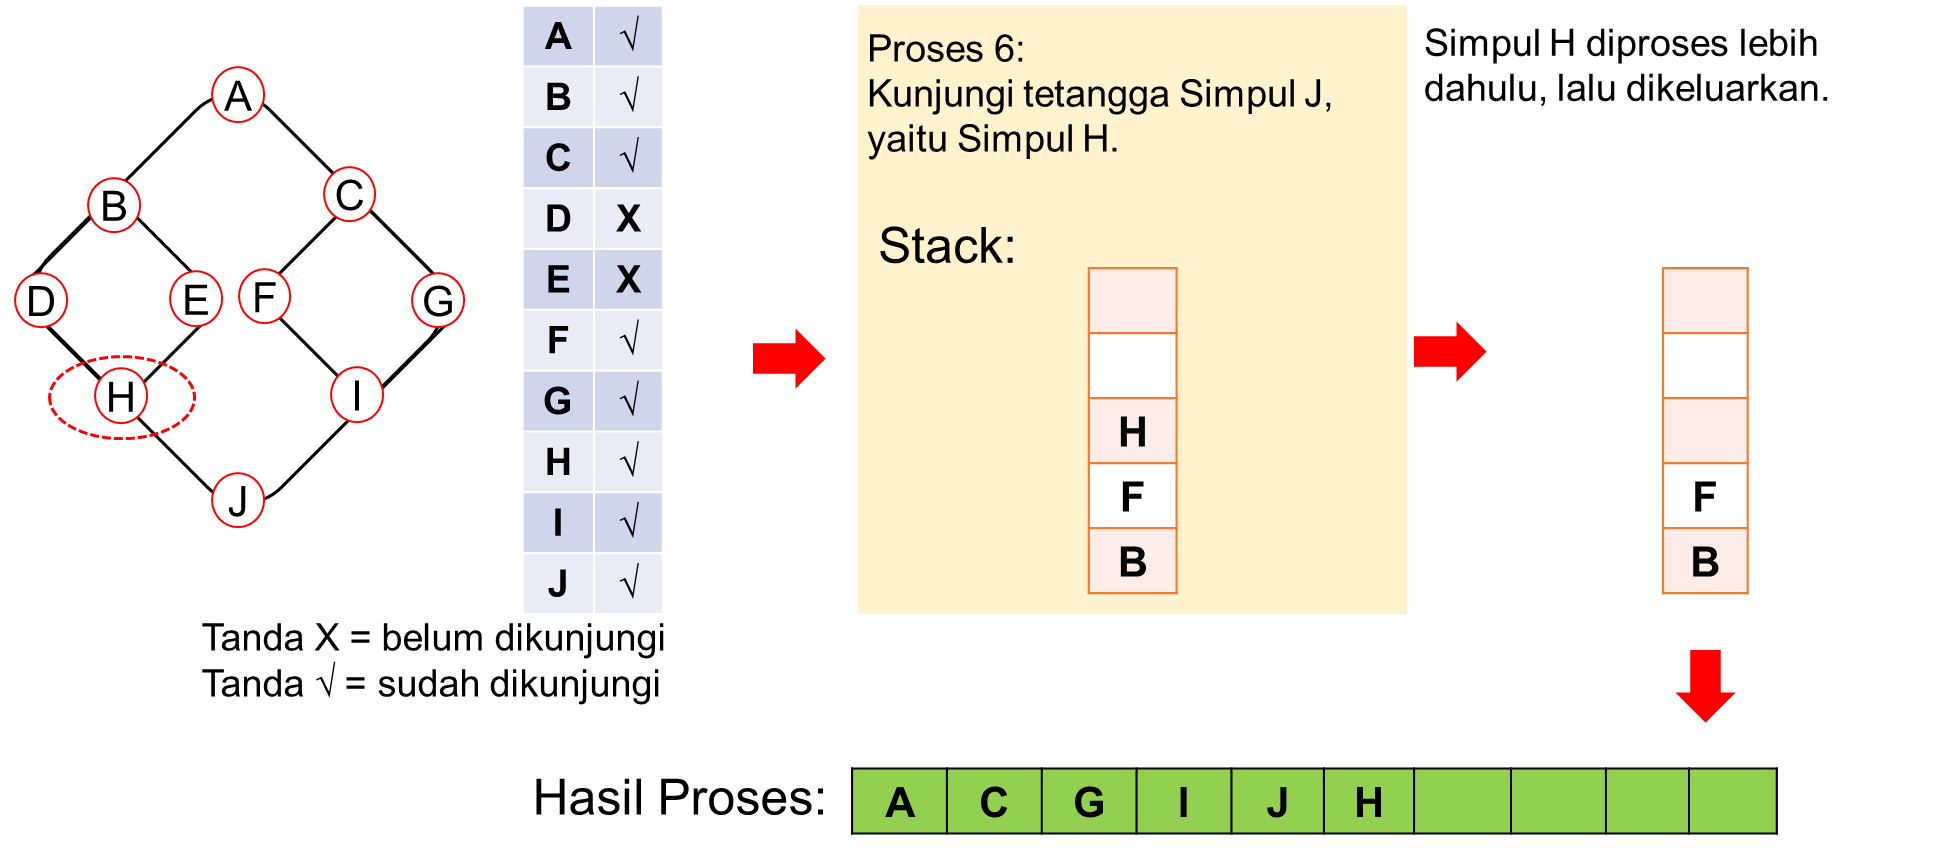 A
B
C
D
E
F
G
H
I
J
A √
B √
C √
D X
E X
F √
G √
H √
I √
J √
Tanda X = belum dikunjungi
Tanda √ = sudah dikunjungi
Proses 6:
Kunjungi tetangga Simpul J,
yaitu Simpul H.
Stack:
H
F
B
Simpul H diproses lebih
dahulu, lalu dikeluarkan.
F
B
Hasil Proses: A C G I J H